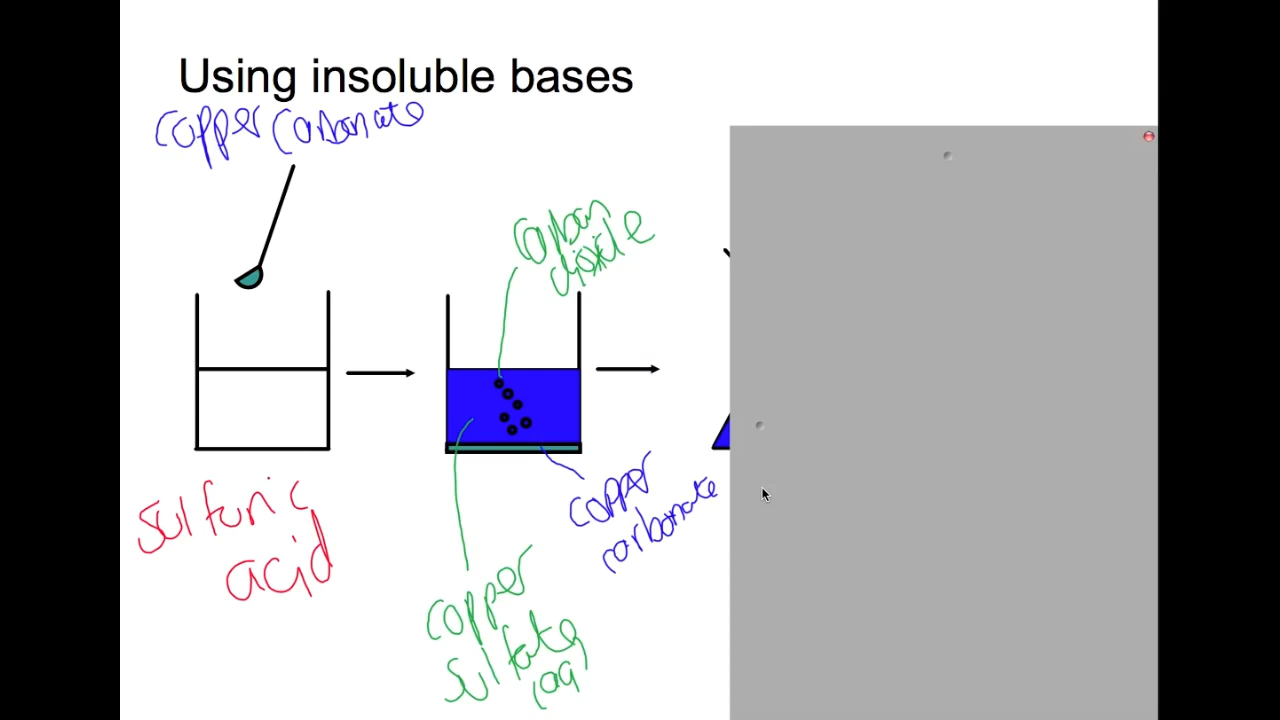 Using insoluble bases
copper carbonate
carbon
dioxide
sulfuric
acid
copper
carbonate
copper
sulfate
(aq